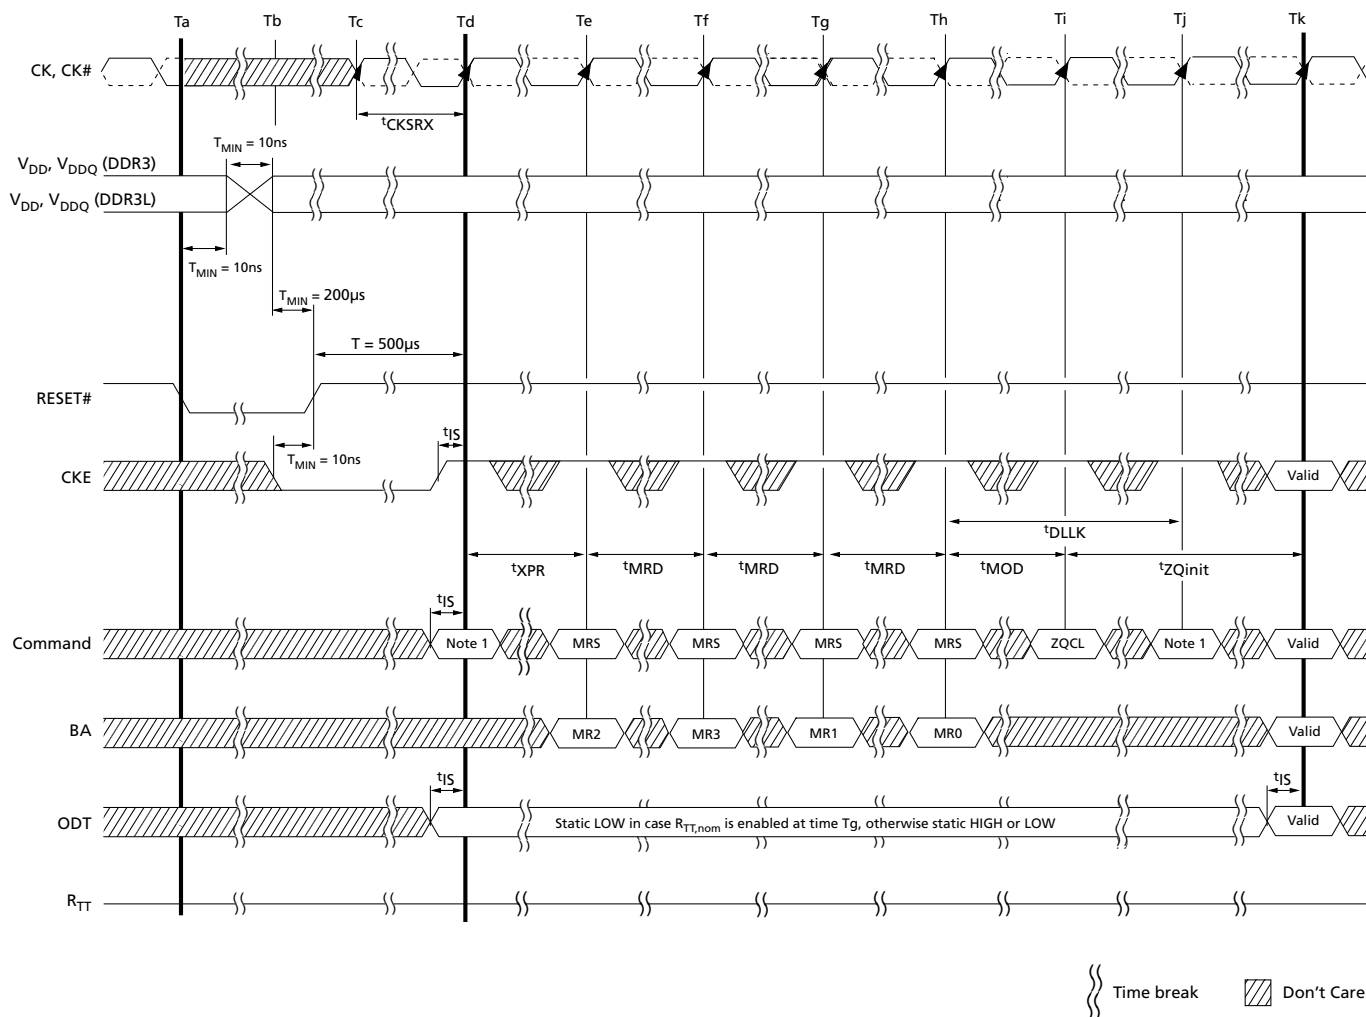 Ta Tb Tc Td Te Tf Tg Th Ti Tj Tk
CK, CK#
tCKSRX
TMIN = 10ns
VDD, VDDQ (DDR3)
VDD, VDDQ (DDR3L)
TMIN = 10ns
TMIN = 200µs
T = 500µs
RESET#
tIS
TMIN = 10ns
CKE
Valid
tDLLK
tXPR tMRD tMRD tMRD tMOD tZQinit
tIS
Command Note 1 MRS MRS MRS MRS ZQCL Note 1 Valid
BA MR2 MR3 MR1 MR0 Valid
tIS tIS
ODT Static LOW in case RTT,nom is enabled at time Tg, otherwise static HIGH or LOW Valid
RTT
Time break Don't Care